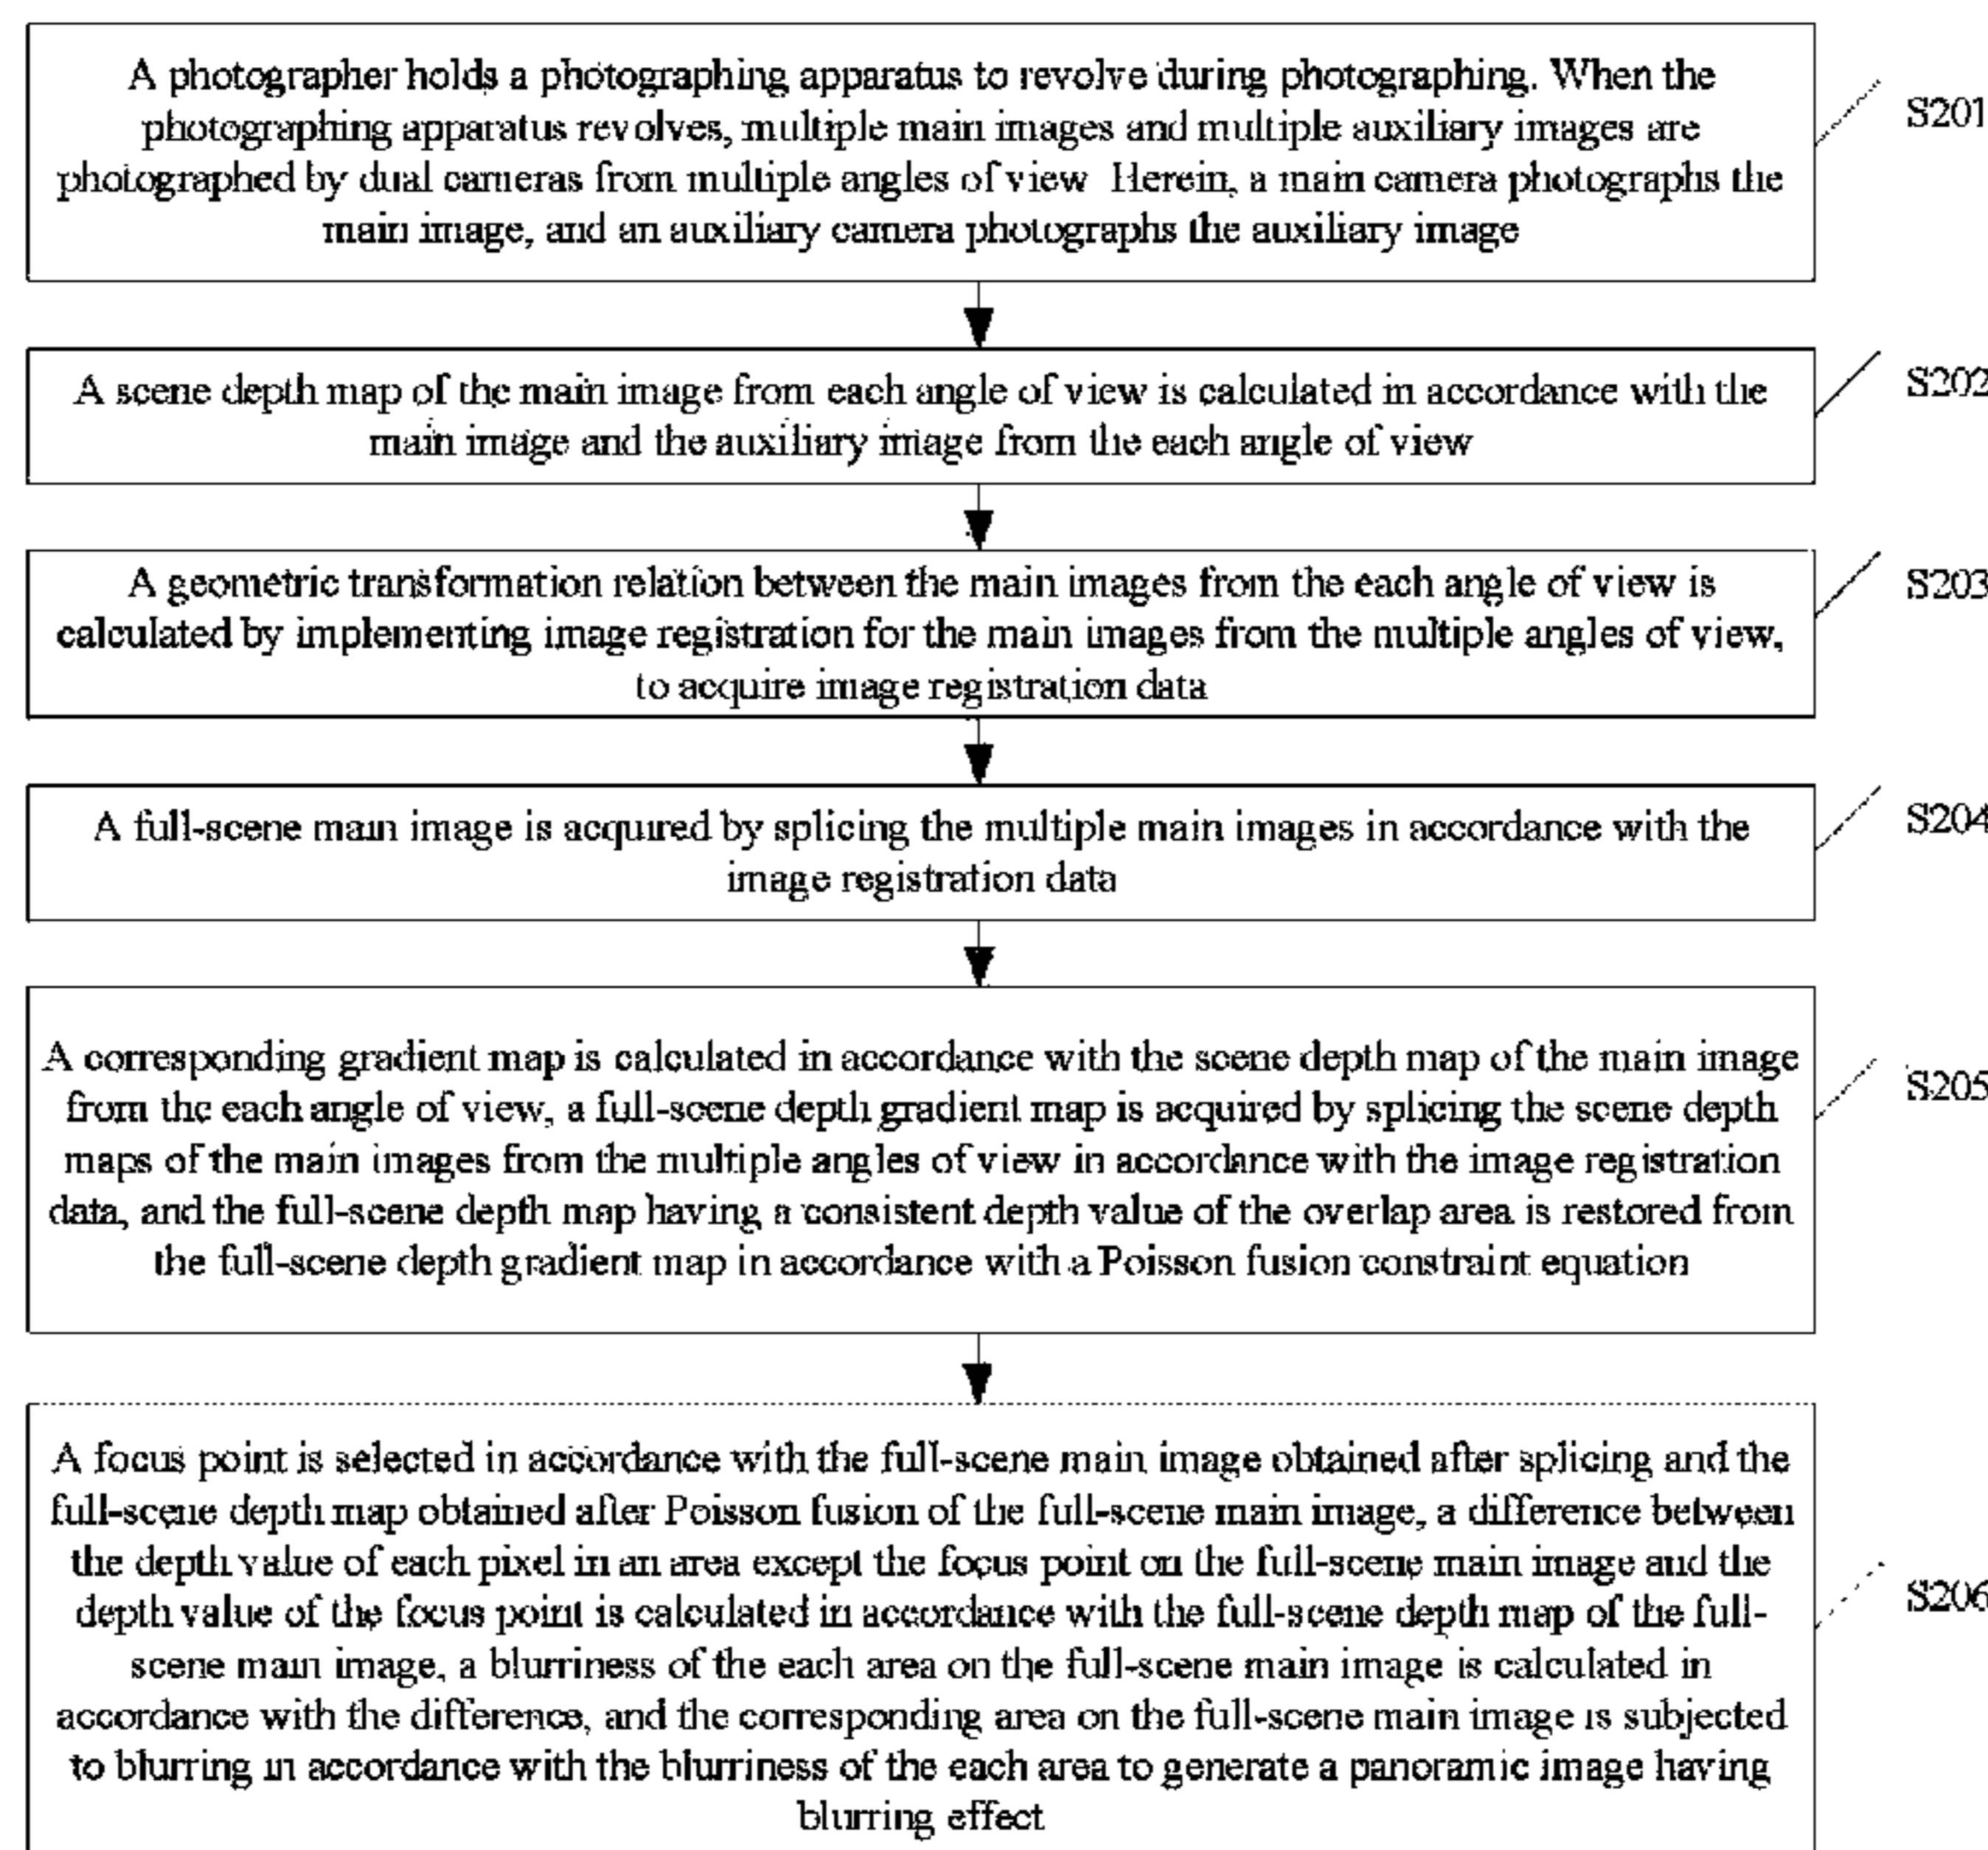 A photographer holds a photographing apparatus to revolve during photographing. When the
photographing apparatus revolves, multiple main images and multiple auxiliary images are
photographed by dual cameras from multiple angles of view Herein, a main camera photographs the
main image, and an auxiliary camera photographs the auxiliary image
S201
A scene depth map of the main image from each angle of view is calculated in accordance with the
main image and the auxiliary image from the each angle of view
S202
A geometric transformation relation between the main images from the each angle of view is
calculated by implementing image registration for the main images from the multiple angles of view,
to acquire image registration data
S203
A full-scene main image is acquired by splicing the multiple main images in accordance with the
image registration data
S204
A corresponding gradient map is calculated in accordance with the scene depth map of the main image
from the each angle of view, a full-scene depth gradient map is acquired by splicing the scene depth
maps of the main images from the multiple angles of view in accordance with the image registration
data, and the full-scene depth map having a consistent depth value of the overlap area is restored from
the full-scene depth gradient map in accordance with a Poisson fusion constraint equation
S205
A focus point is selected in accordance with the full-scene main image obtained after splicing and the
full-scene depth map obtained after Poisson fusion of the full-scene main image, a difference between
the depth value of each pixel in an area except the focus point on the full-scene main image and the
depth value of the focus point is calculated in accordance with the full-scene depth map of the full-
scene main image, a blurriness of the each area on the full-scene main image is calculated in
accordance with the difference, and the corresponding area on the full-scene main image is subjected
to blurring in accordance with the blurriness of the each area to generate a panoramic image having
blurring effect
S206